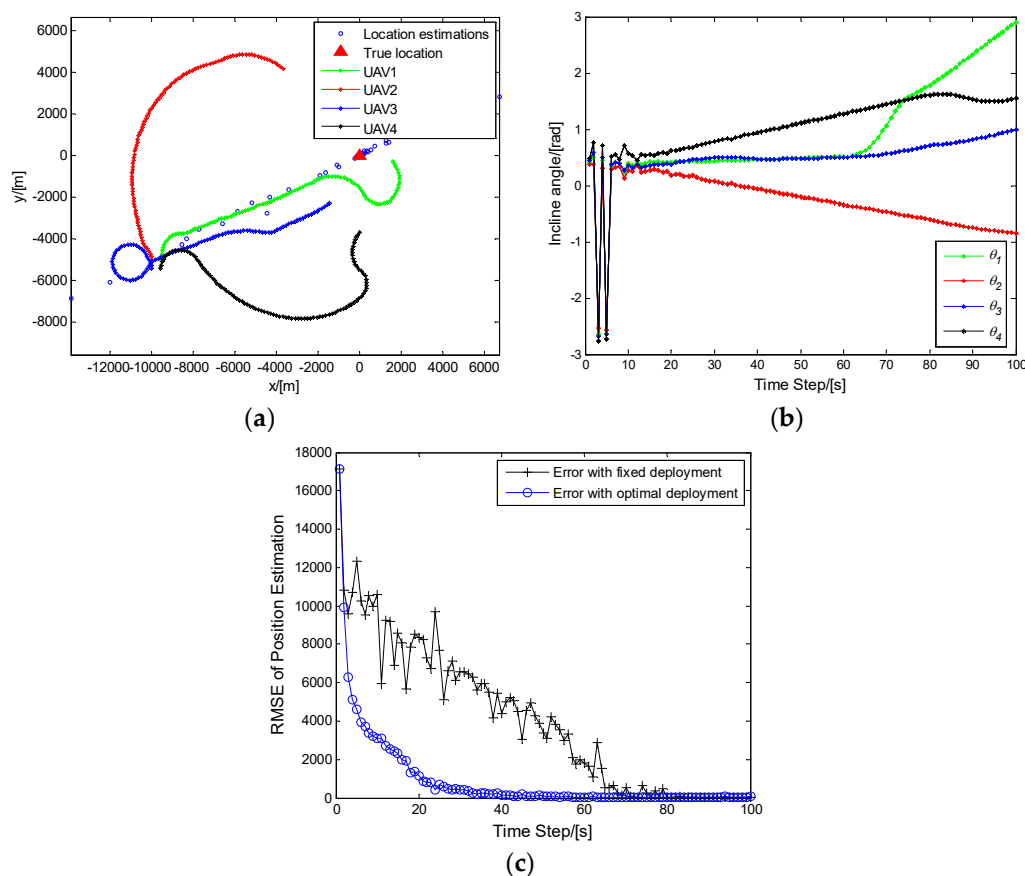 6000
4000
2000
0
-2000
-4000
-6000
-8000
y/[m]
-12000 -10000 -8000 -6000 -4000 -2000 0 2000 4000 6000
x/[m]
Location estimations
True location
UAV1
UAV2
UAV3
UAV4
(a)
3
2
1
0
-1
-2
-3
Incline angle/[rad]
0 10 20 30 40 50 60 70 80 90 100
Time Step/[s]
θ1
θ2
θ3
θ4
(b)
18000
16000
14000
12000
10000
8000
6000
4000
2000
0
RMSE of Position Estimation
0 20 40 60 80 100
Time Step/[s]
Error with fixed deployment
Error with optimal deployment
(c)